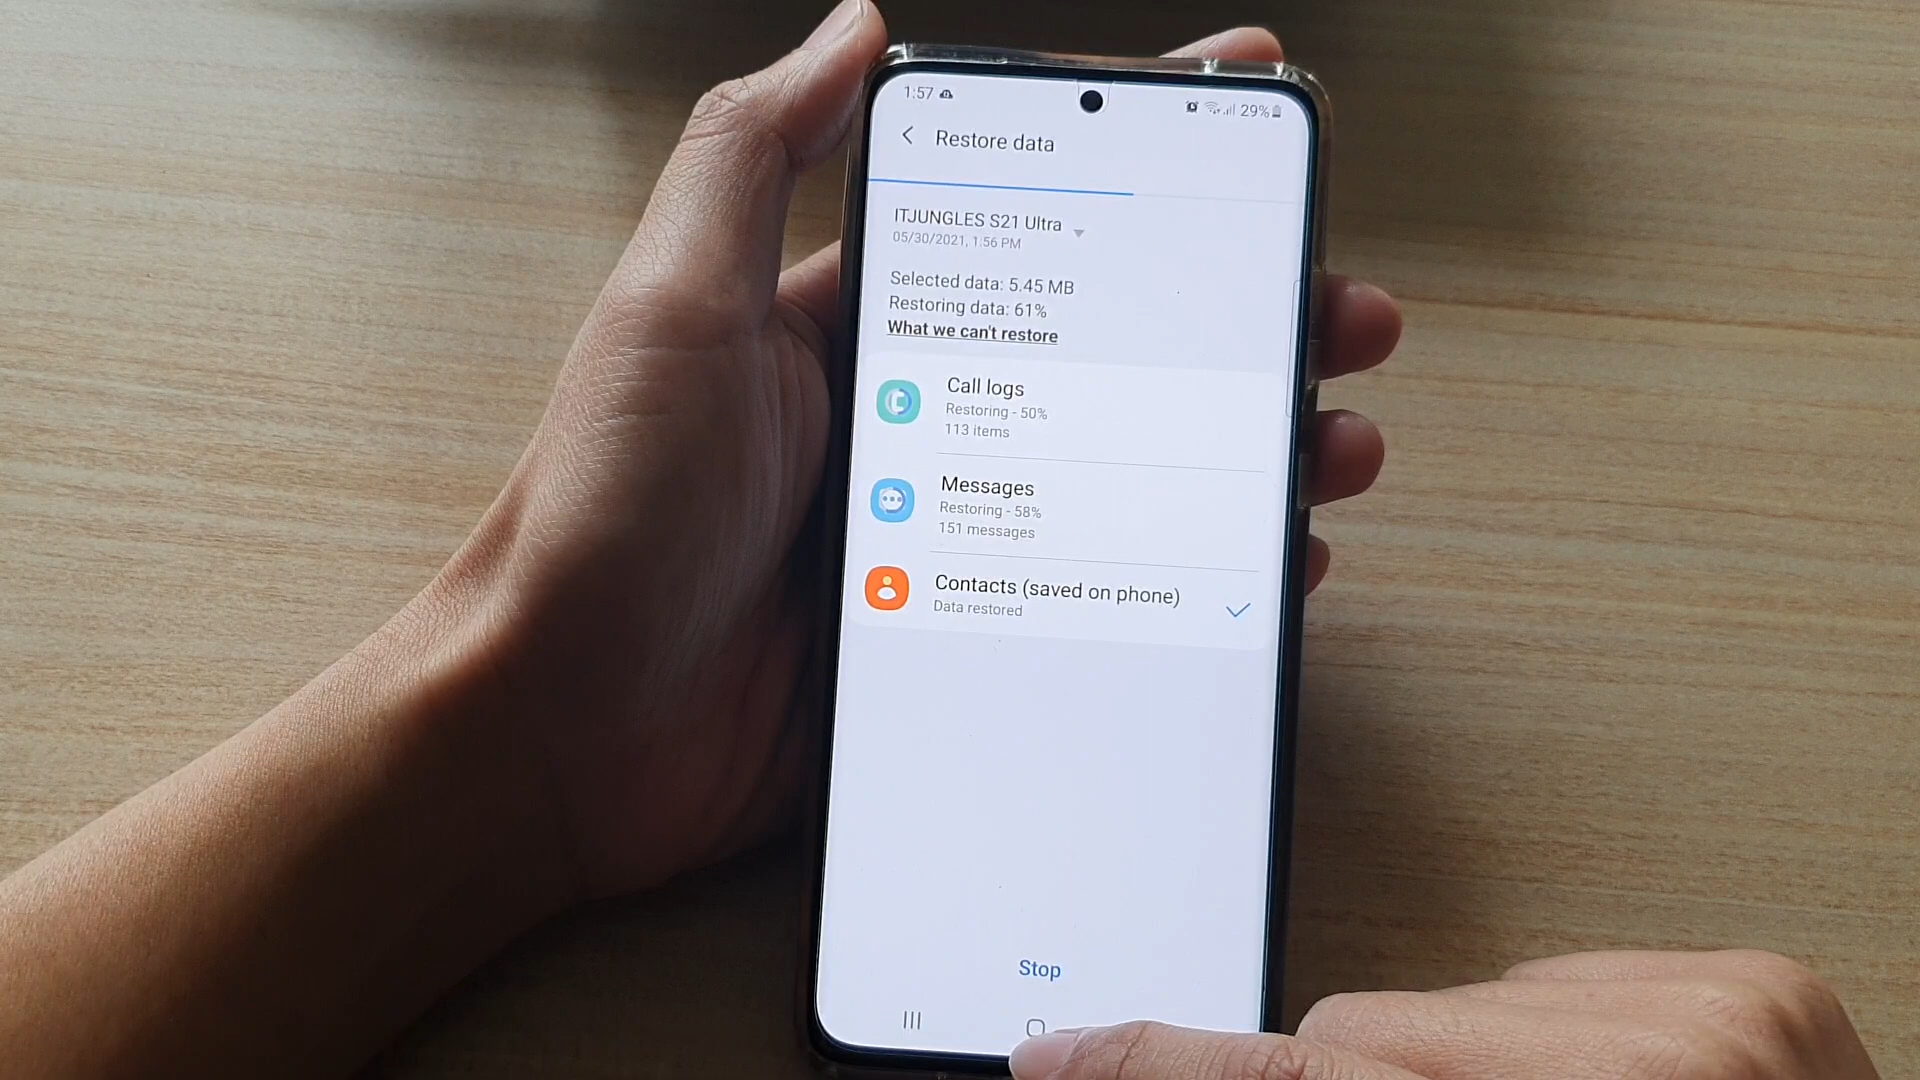 1:57
29%
Restore data
ITJUNGLES S21 Ultra
05/30/2021, 1:56 PM
Selected data: 5.45 MB
Restoring data: 61%
What we can't restore
Call logs
Restoring - 50%
113 items
Messages
Restoring - 58%
151 messages
Contacts (saved on phone)
Data restored
Stop